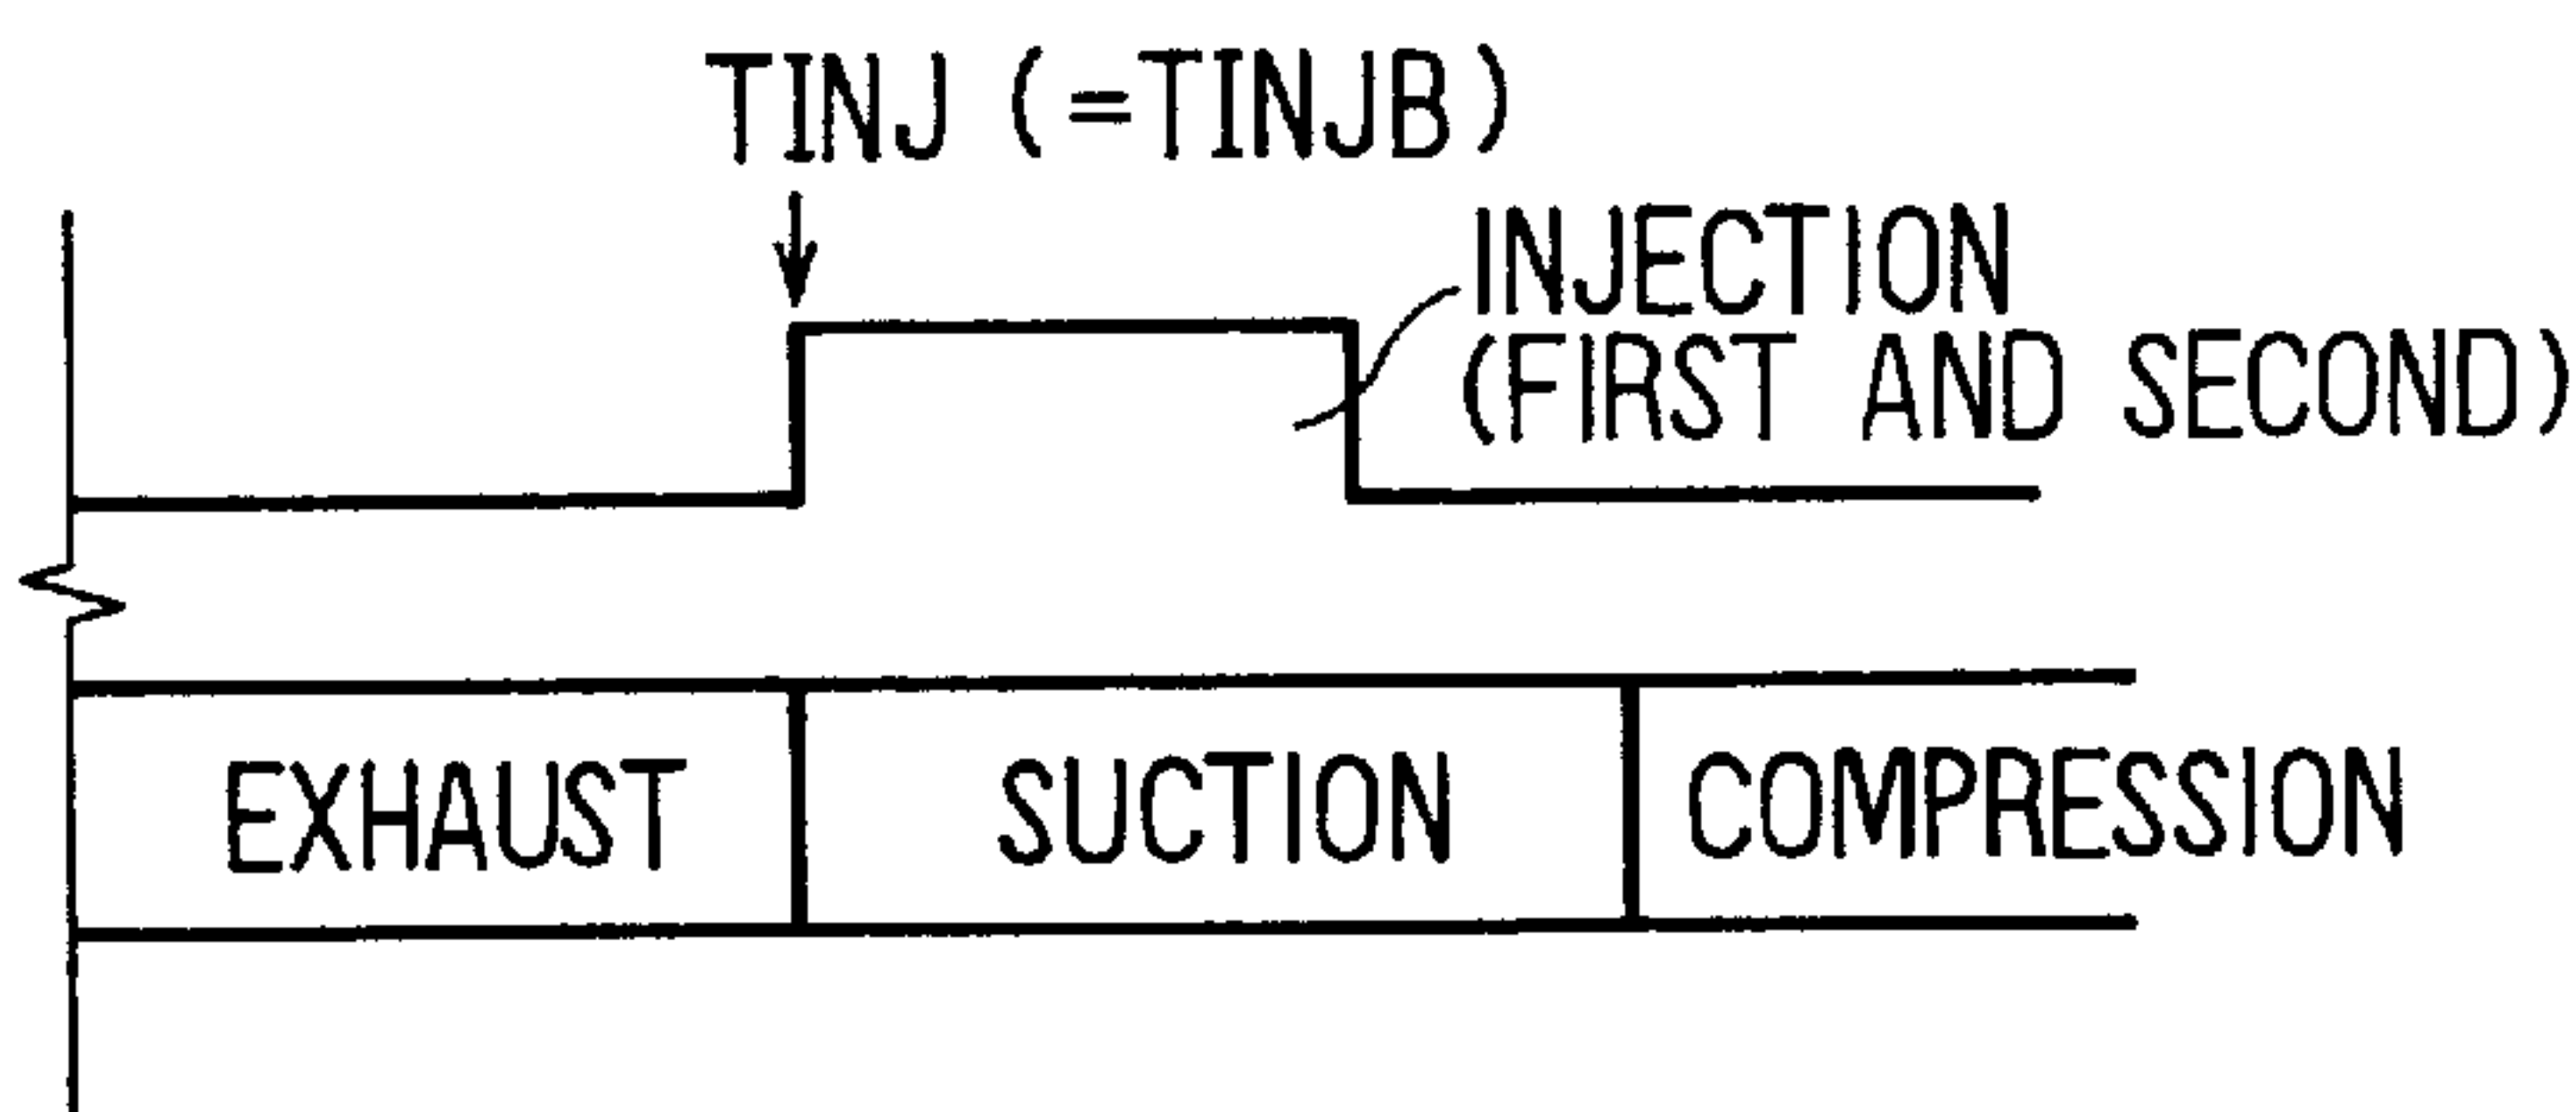 TINJ (=TINJB)
INJECTION
(FIRST AND SECOND)
EXHAUST SUCTION COMPRESSION